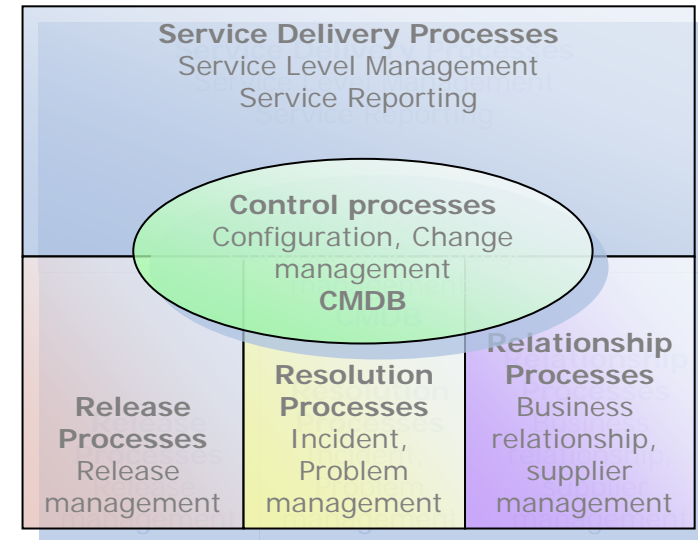 Service Delivery Processes
Service Level Management
Service Reporting
Control processes
Configuration, Change
management
CMDB
Release
Processes
Release
management
Resolution
Processes
Incident,
Problem
management
Relationship
Processes
Business
relationship,
supplier
management